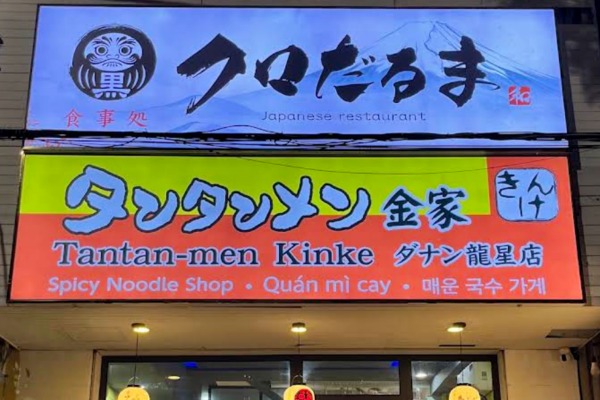 黒
クロだるま
食事処
Japanese restaurant
タンタンメン 金家
きんけ
Tantan-men Kinke ダナン龍星店
Spicy Noodle Shop • Quán mì cay • 매운 국수 가게